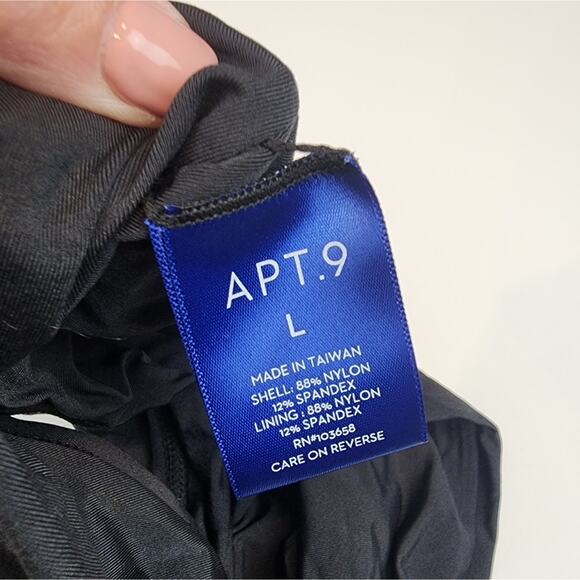 APT.9
L
MADE IN TAIWAN
SHELL: 88% NYLON
12% SPANDEX
LINING : 88% NYLON
12% SPANDEX
RN#103658
CARE ON REVERSE